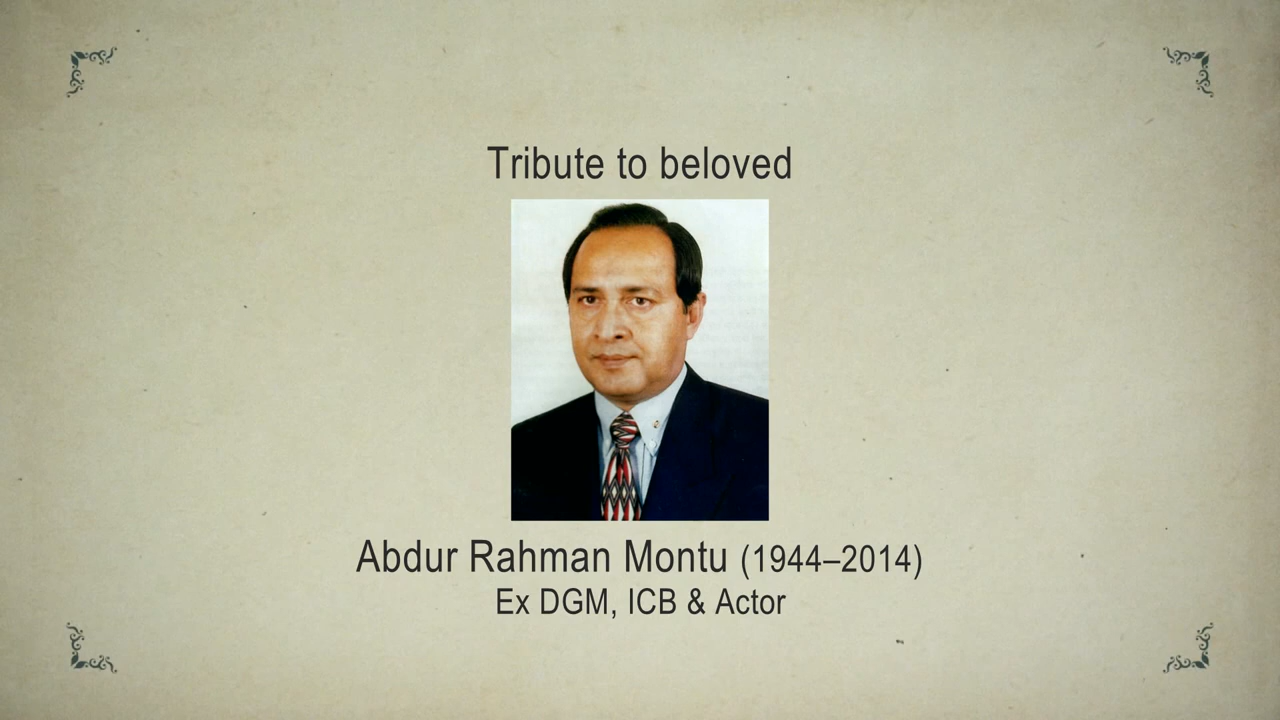 Tribute to beloved
Abdur Rahman Montu (1944–2014)
Ex DGM, ICB & Actor